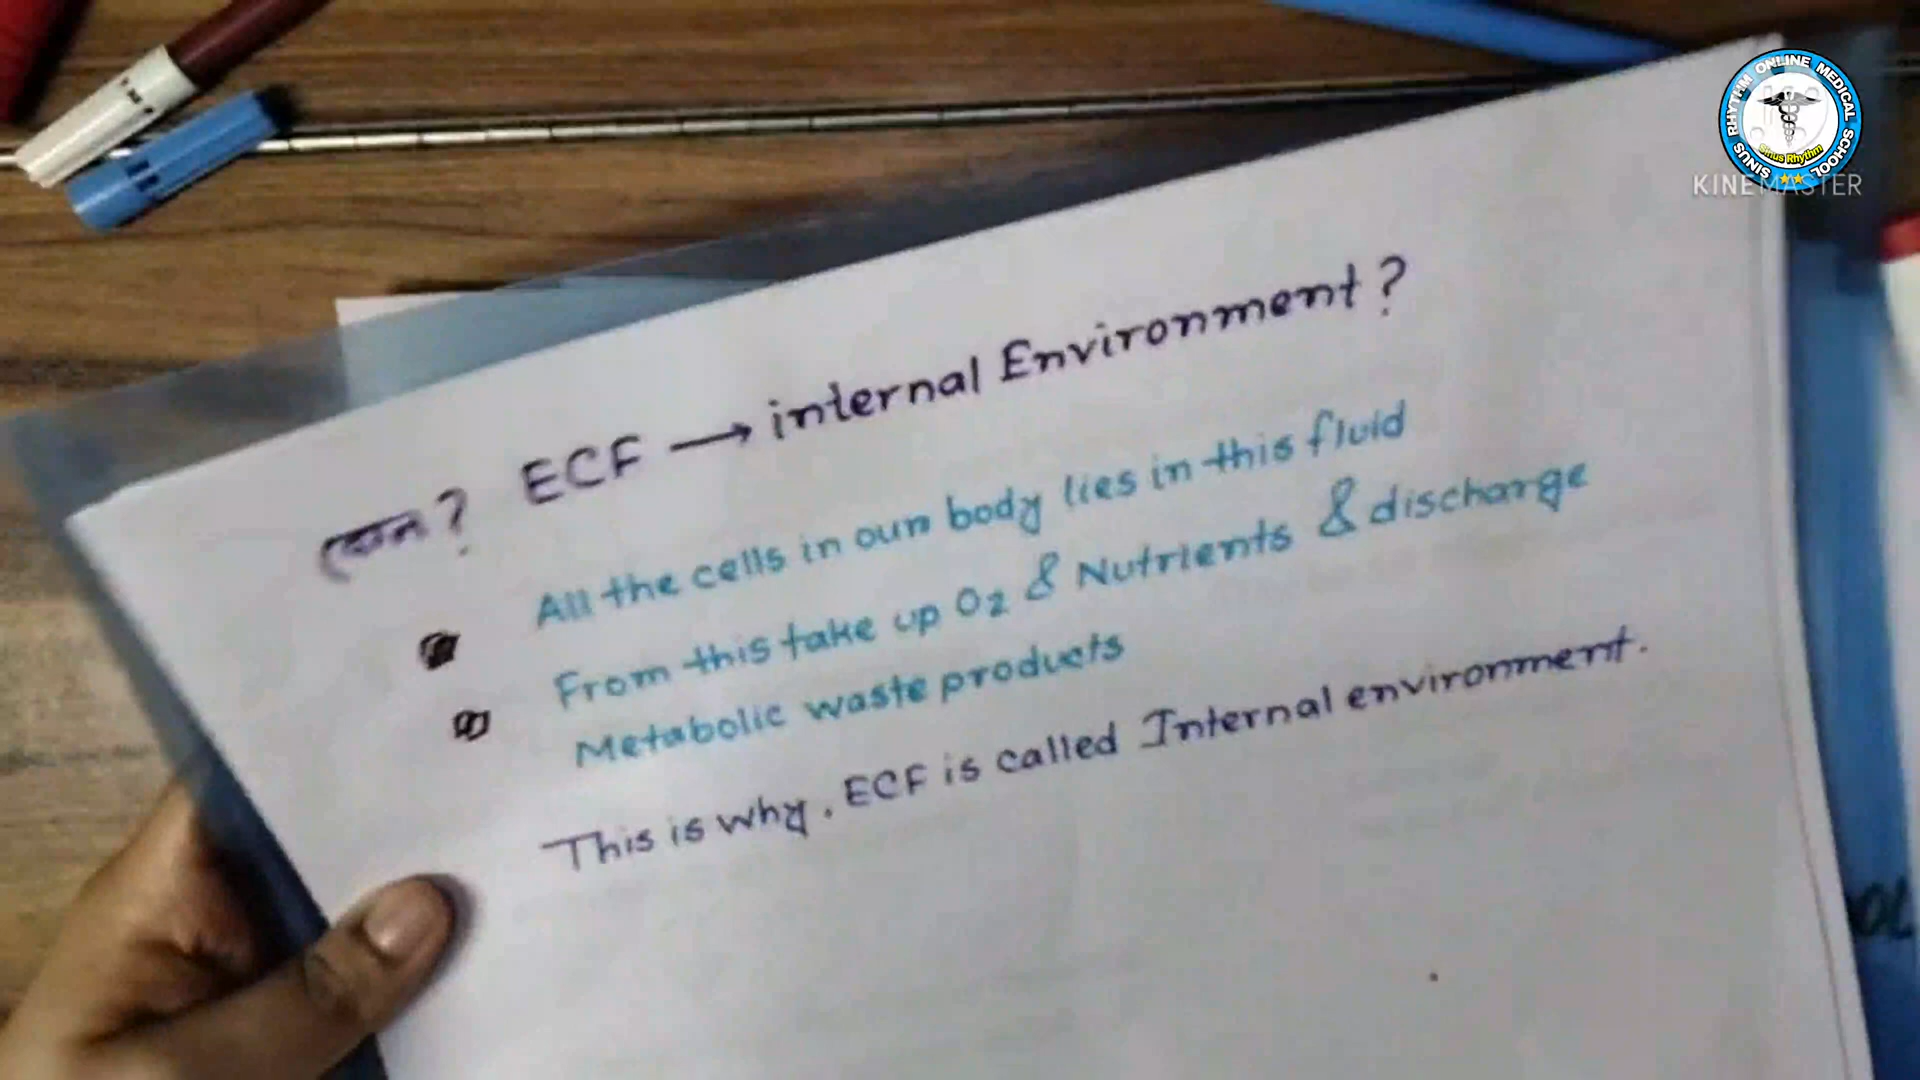 কেন? ECF → internal Environment?
All the cells in our body lies in this fluid
From this take up O2 & Nutrients & discharge
Metabolic waste products
This is why, ECF is called Internal environment.
SINUS RHYTHM ONLINE MEDICAL SCHOOL
Sinus Rhythm
KINEMASTER